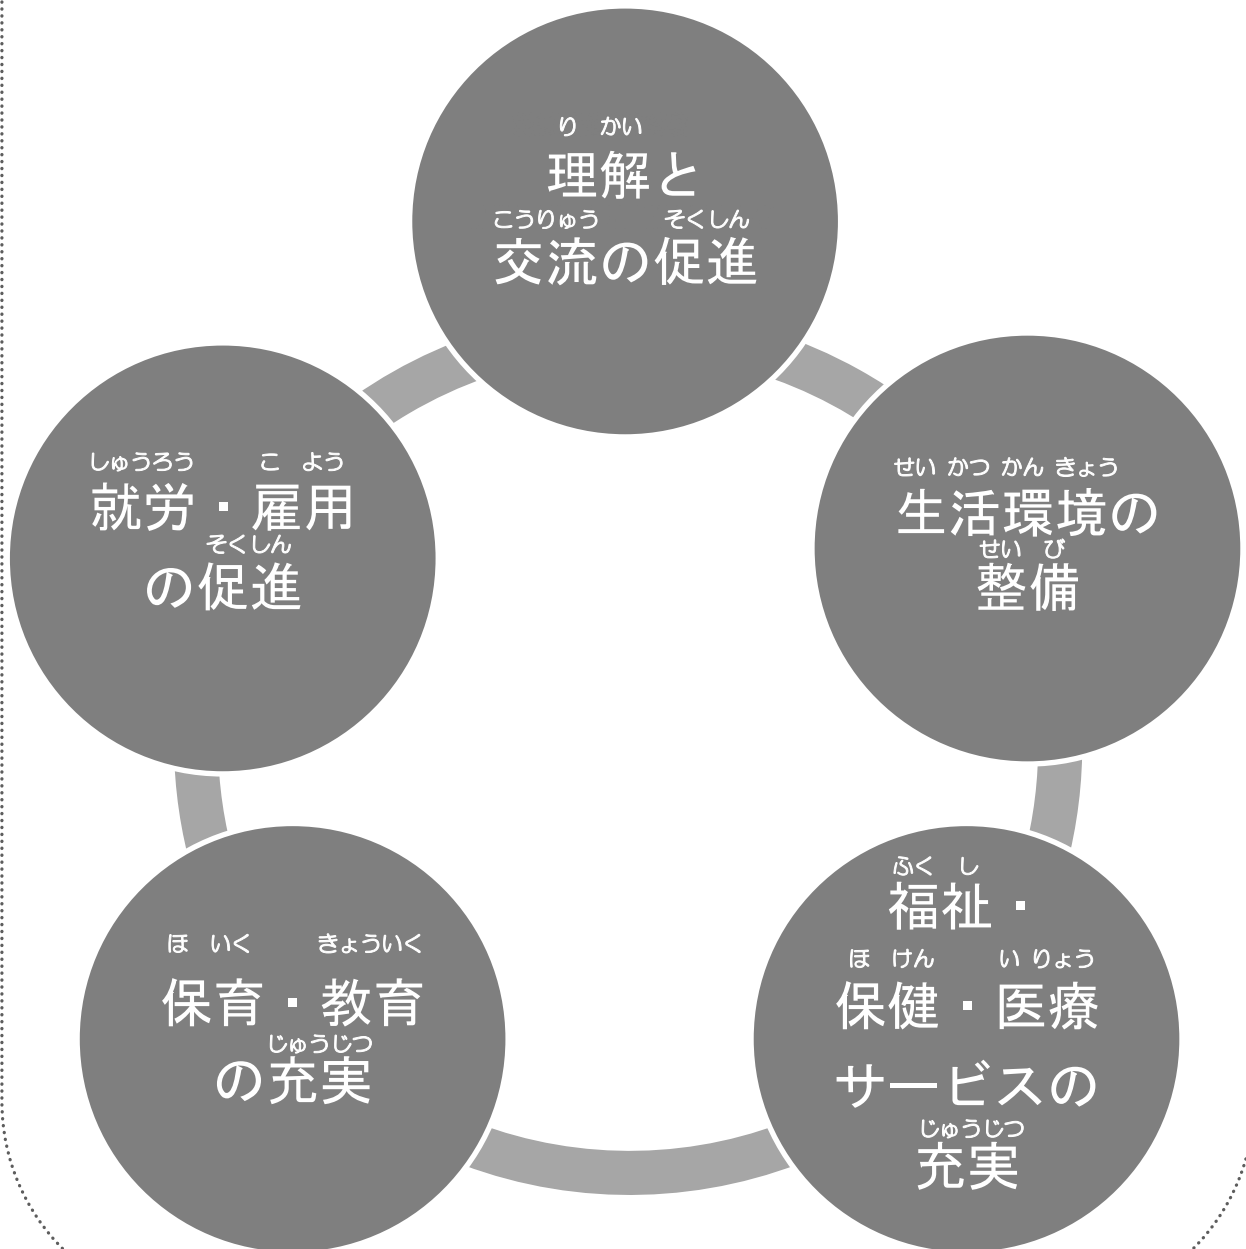 り かい
理解と
こうりゅう そくしん
交流の促進
せい かつ かん きょう
生活環境の
せい び
整備
ふく し
福祉・
ほ けん い りょう
保健・医療
サービスの
じゅうじつ
充実
ほ いく きょういく
保育・教育
じゅうじつ
の充実
しゅうろう こ よう
就労・雇用
そくしん
の促進